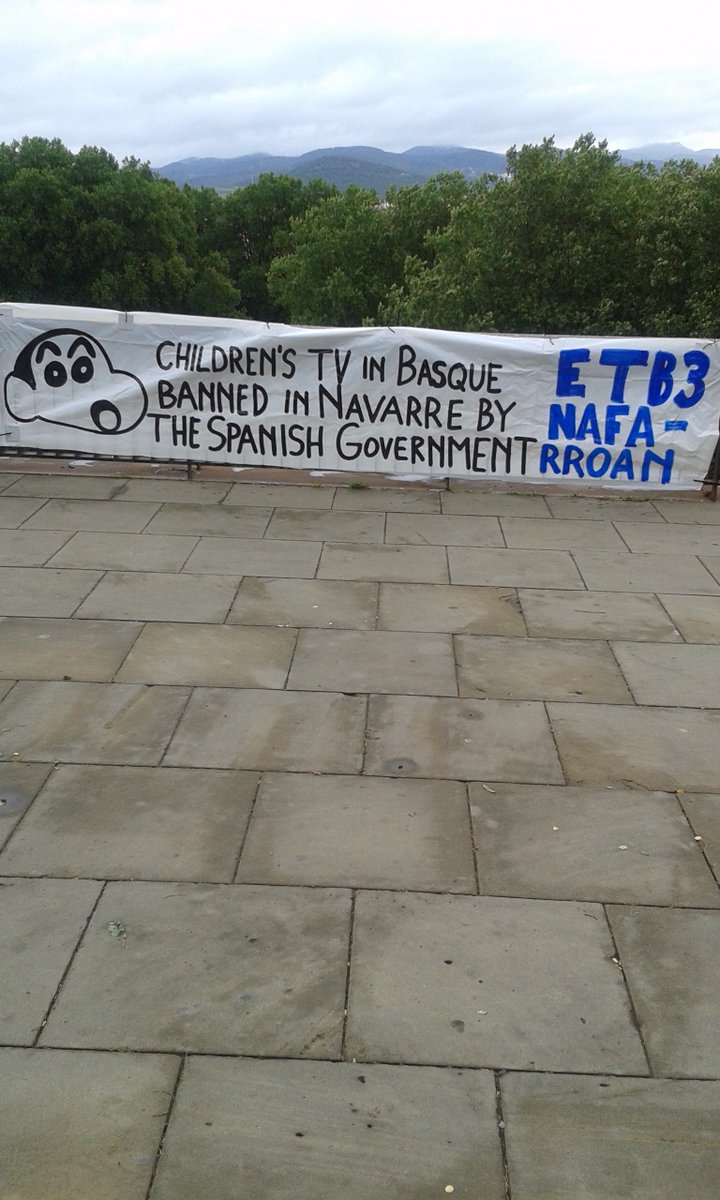 CHILDREN'S TV IN BASQUE
BANNED IN NAVARRE BY
THE SPANISH GOVERNMENT
ETB3
NAFA-
RROAN